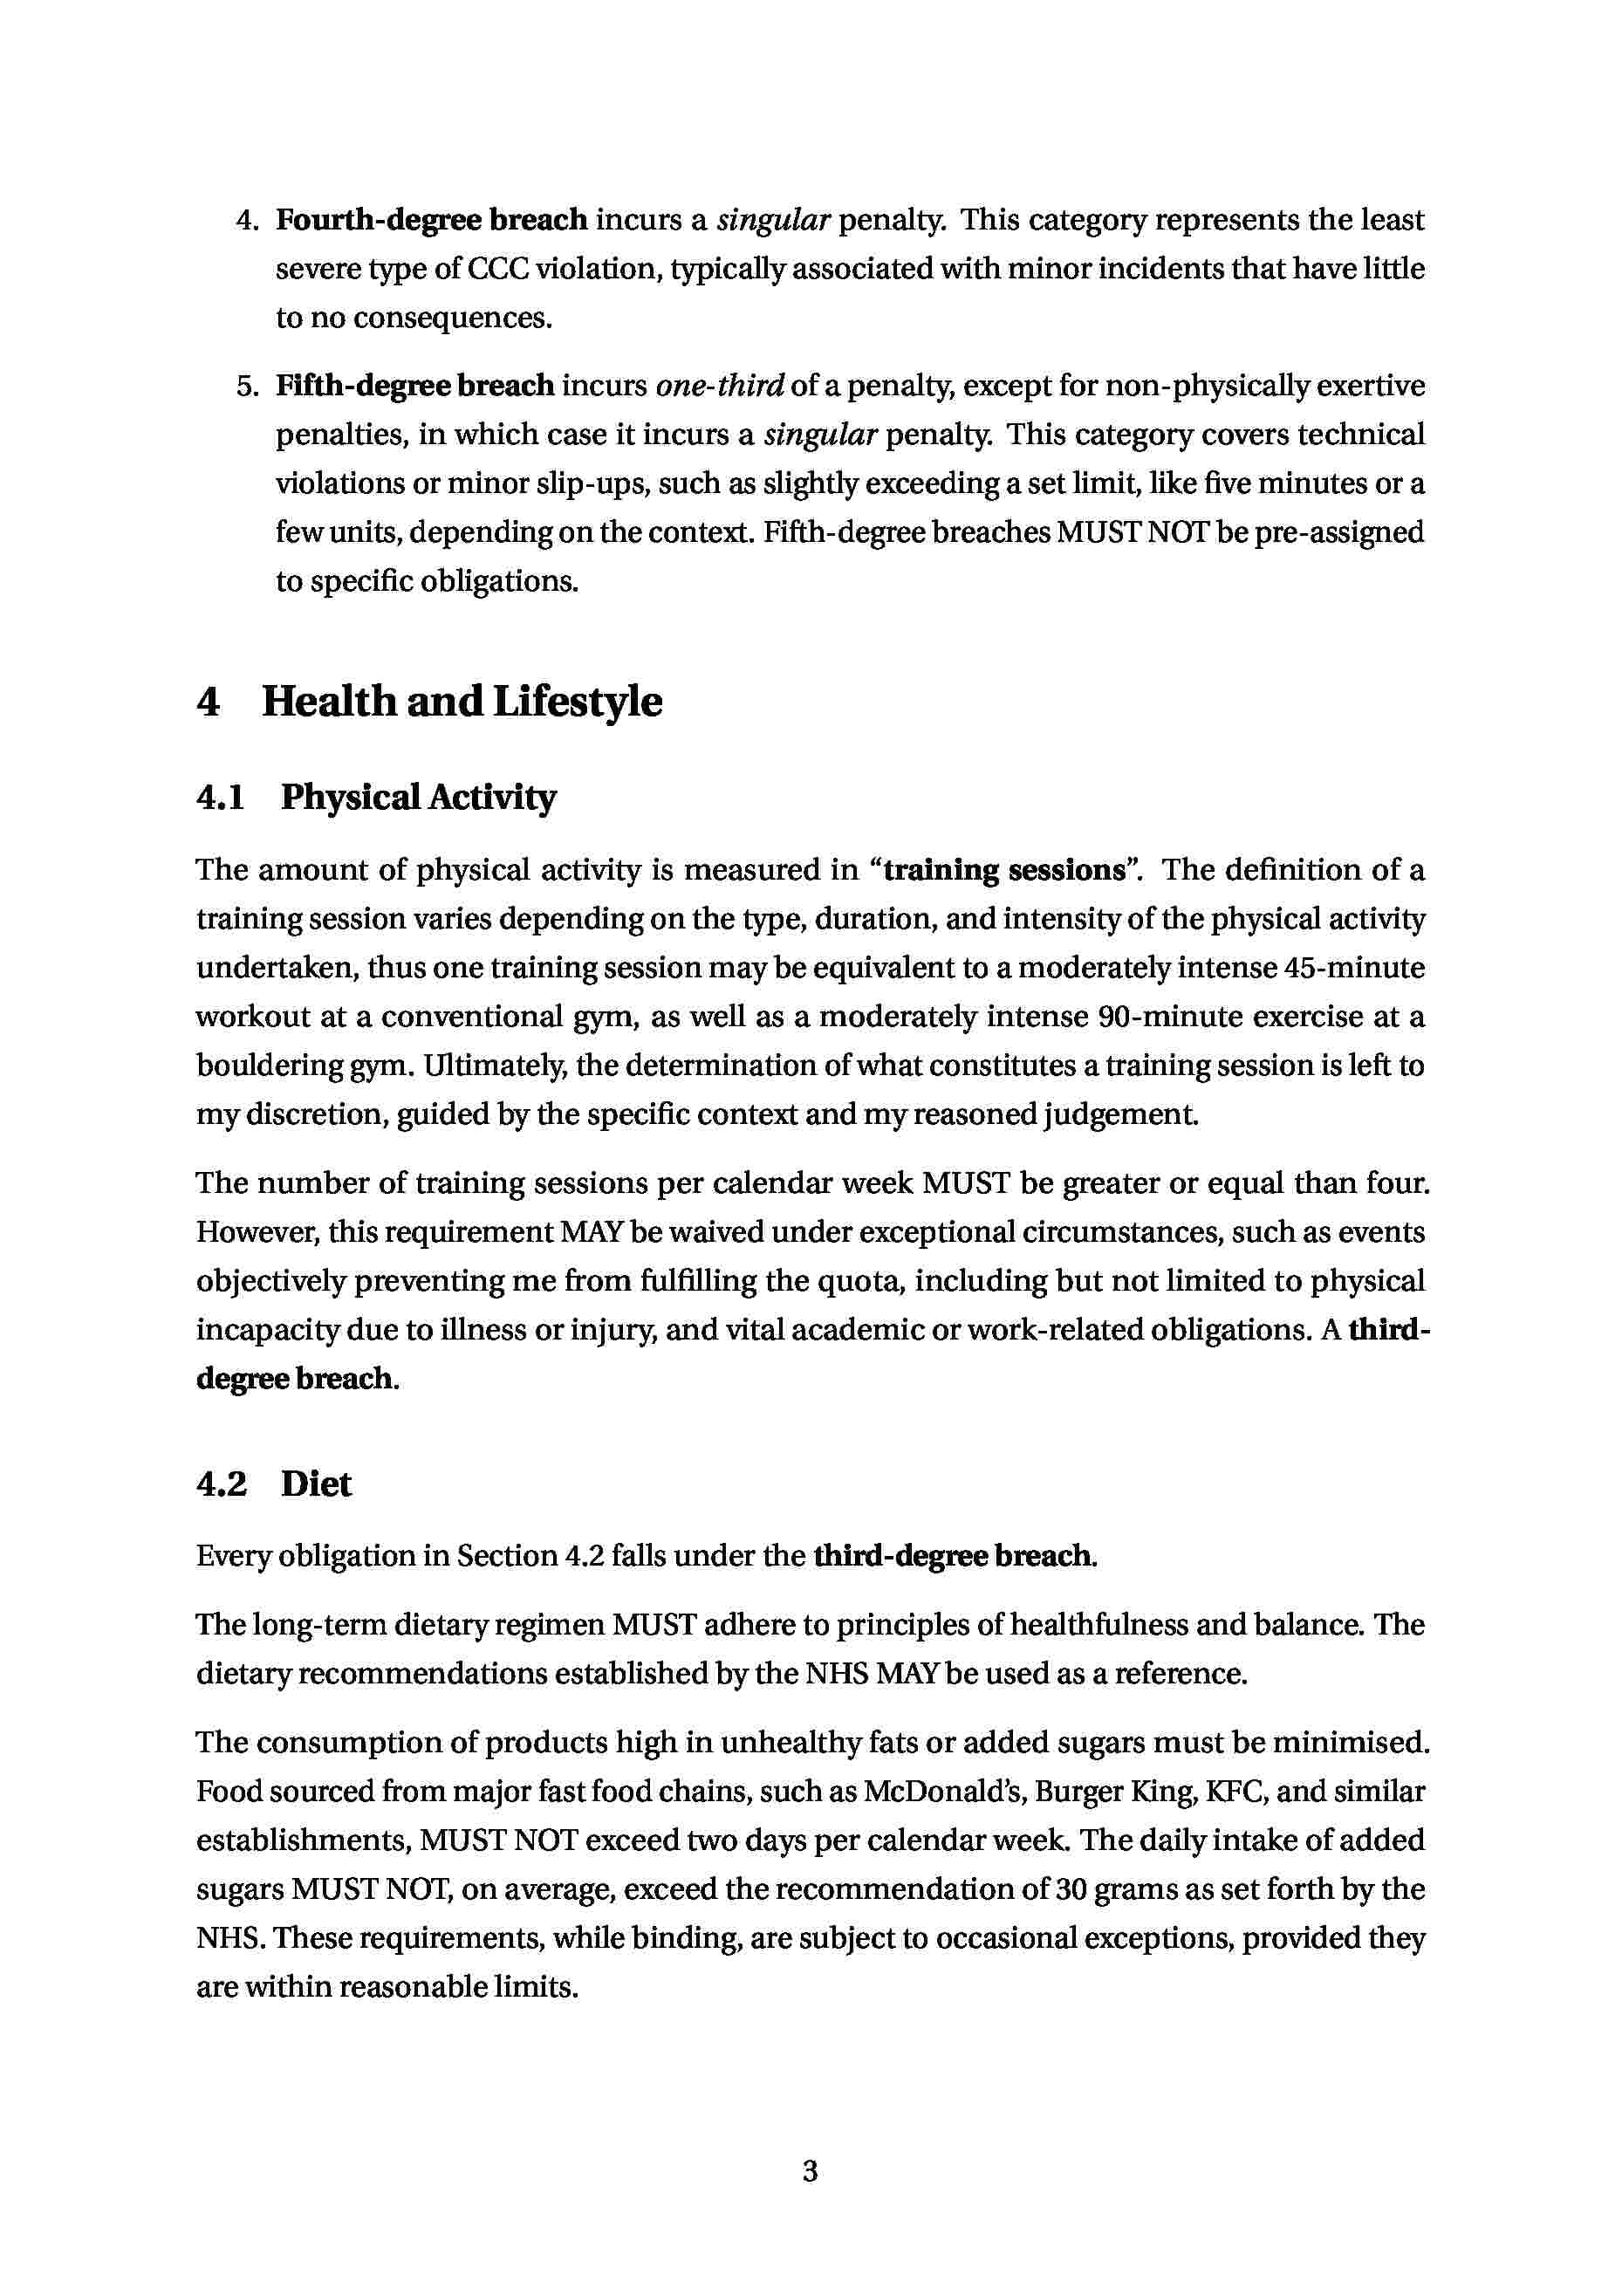 4. Fourth-degree breach incurs a singular penalty. This category represents the least
severe type of CCC violation, typically associated with minor incidents that have little
to no consequences.
5. Fifth-degree breach incurs one-third of a penalty, except for non-physically exertive
penalties, in which case it incurs a singular penalty. This category covers technical
violations or minor slip-ups, such as slightly exceeding a set limit, like five minutes or a
few units, depending on the context. Fifth-degree breaches MUST NOT be pre-assigned
to specific obligations.
4 Health and Lifestyle
4.1 Physical Activity
The amount of physical activity is measured in “training sessions”. The definition of a
training session varies depending on the type, duration, and intensity of the physical activity
undertaken, thus one training session may be equivalent to a moderately intense 45-minute
workout at a conventional gym, as well as a moderately intense 90-minute exercise at a
bouldering gym. Ultimately, the determination of what constitutes a training session is left to
my discretion, guided by the specific context and my reasoned judgement.
The number of training sessions per calendar week MUST be greater or equal than four.
However, this requirement MAY be waived under exceptional circumstances, such as events
objectively preventing me from fulfilling the quota, including but not limited to physical
incapacity due to illness or injury, and vital academic or work-related obligations. A third-
degree breach.
4.2 Diet
Every obligation in Section 4.2 falls under the third-degree breach.
The long-term dietary regimen MUST adhere to principles of healthfulness and balance. The
dietary recommendations established by the NHS MAY be used as a reference.
The consumption of products high in unhealthy fats or added sugars must be minimised.
Food sourced from major fast food chains, such as McDonald’s, Burger King, KFC, and similar
establishments, MUST NOT exceed two days per calendar week. The daily intake of added
sugars MUST NOT, on average, exceed the recommendation of 30 grams as set forth by the
NHS. These requirements, while binding, are subject to occasional exceptions, provided they
are within reasonable limits.
3